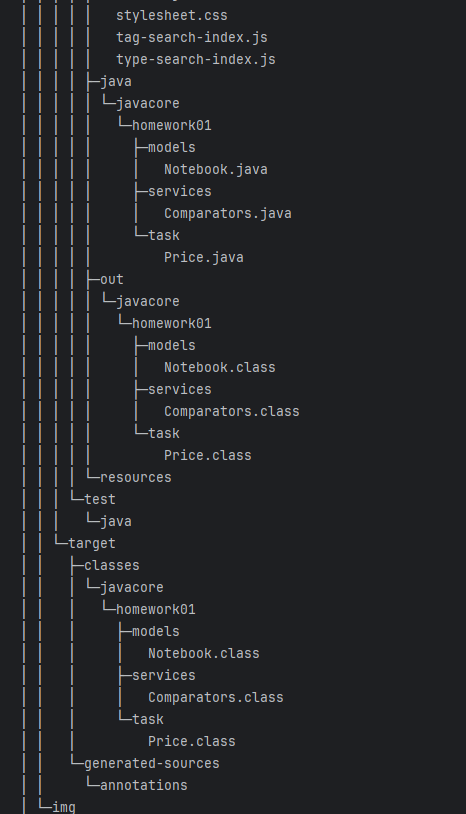 │ │ │ │ │   stylesheet.css
│ │ │ │ │   tag-search-index.js
│ │ │ │ │   type-search-index.js
│ │ │ │ ├─java
│ │ │ │ │ └─javacore
│ │ │ │ │   └─homework01
│ │ │ │ │     ├─models
│ │ │ │ │     │   Notebook.java
│ │ │ │ │     ├─services
│ │ │ │ │     │   Comparators.java
│ │ │ │ │     └─task
│ │ │ │ │         Price.java
│ │ │ │ ├─out
│ │ │ │ │ └─javacore
│ │ │ │ │   └─homework01
│ │ │ │ │     ├─models
│ │ │ │ │     │   Notebook.class
│ │ │ │ │     ├─services
│ │ │ │ │     │   Comparators.class
│ │ │ │ │     └─task
│ │ │ │ │         Price.class
│ │ │ │ └─resources
│ │ │ └─test
│ │ │   └─java
│ │ └─target
│ │   ├─classes
│ │   │ └─javacore
│ │   │   └─homework01
│ │   │     ├─models
│ │   │     │   Notebook.class
│ │   │     ├─services
│ │   │     │   Comparators.class
│ │   │     └─task
│ │   │         Price.class
│ │   └─generated-sources
│ │     └─annotations
│ └─img